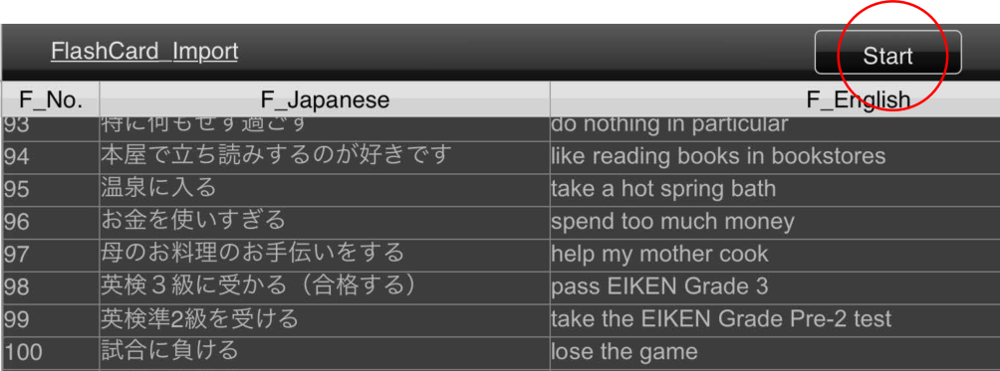 FlashCard_Import Start
F_No. F_Japanese F_English
93 特に何もせず過ごす do nothing in particular
94 本屋で立ち読みするのが好きです like reading books in bookstores
95 温泉に入る take a hot spring bath
96 お金を使いすぎる spend too much money
97 母のお料理のお手伝いをする help my mother cook
98 英検３級に受かる（合格する） pass EIKEN Grade 3
99 英検準2級を受ける take the EIKEN Grade Pre-2 test
100 試合に負ける lose the game